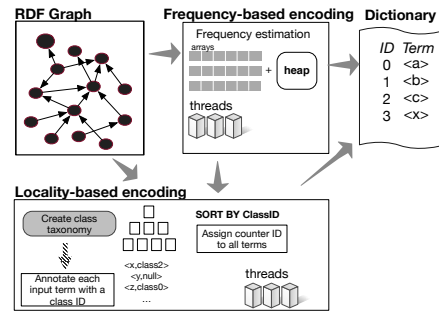 RDF Graph
Frequency-based encoding
Frequency estimation
arrays
+
heap
threads
Dictionary
ID Term
0 <a>
1 <b>
2 <c>
3 <x>
Locality-based encoding
Create class
taxonomy
Annotate each
input term with a
class ID
<x,class2>
<y,null>
<z,class0>
...
SORT BY ClassID
Assign counter ID
to all terms
threads